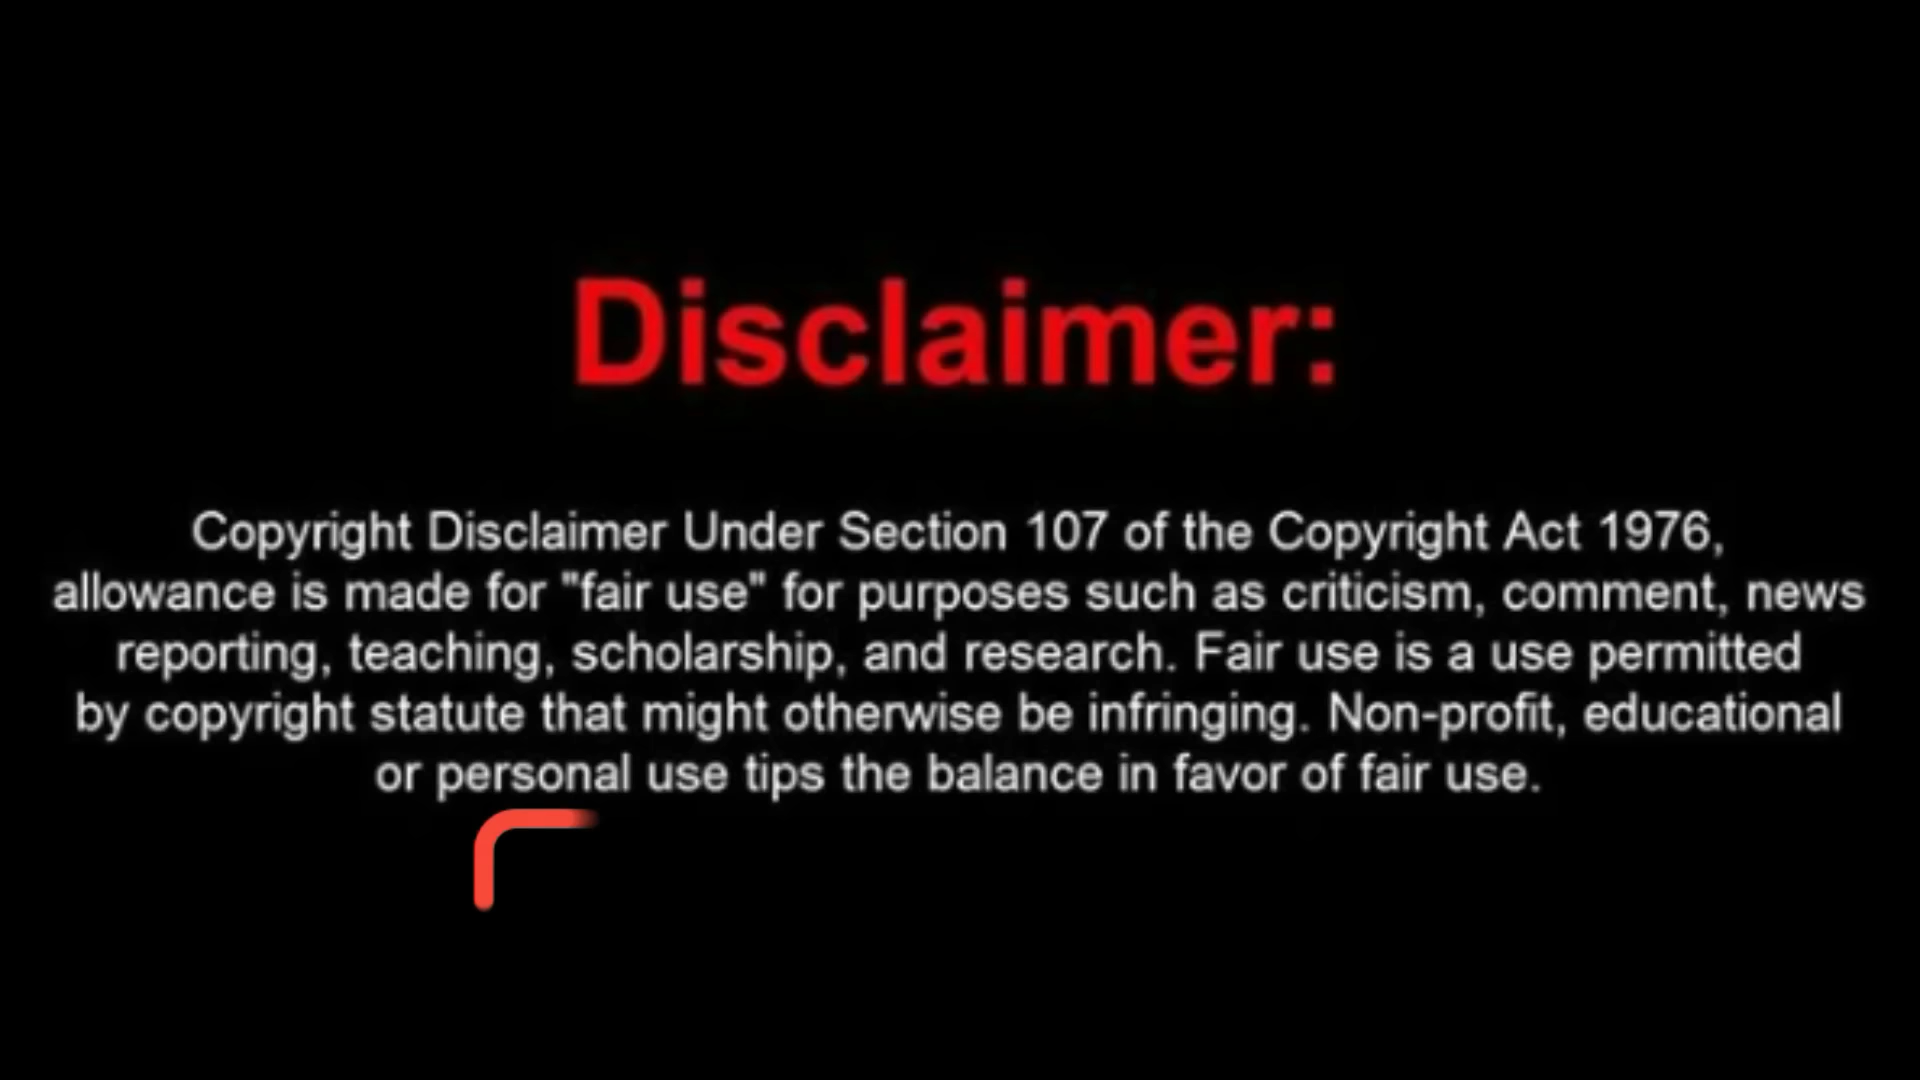 Disclaimer:
Copyright Disclaimer Under Section 107 of the Copyright Act 1976,
allowance is made for "fair use" for purposes such as criticism, comment, news
reporting, teaching, scholarship, and research. Fair use is a use permitted
by copyright statute that might otherwise be infringing. Non-profit, educational
or personal use tips the balance in favor of fair use.